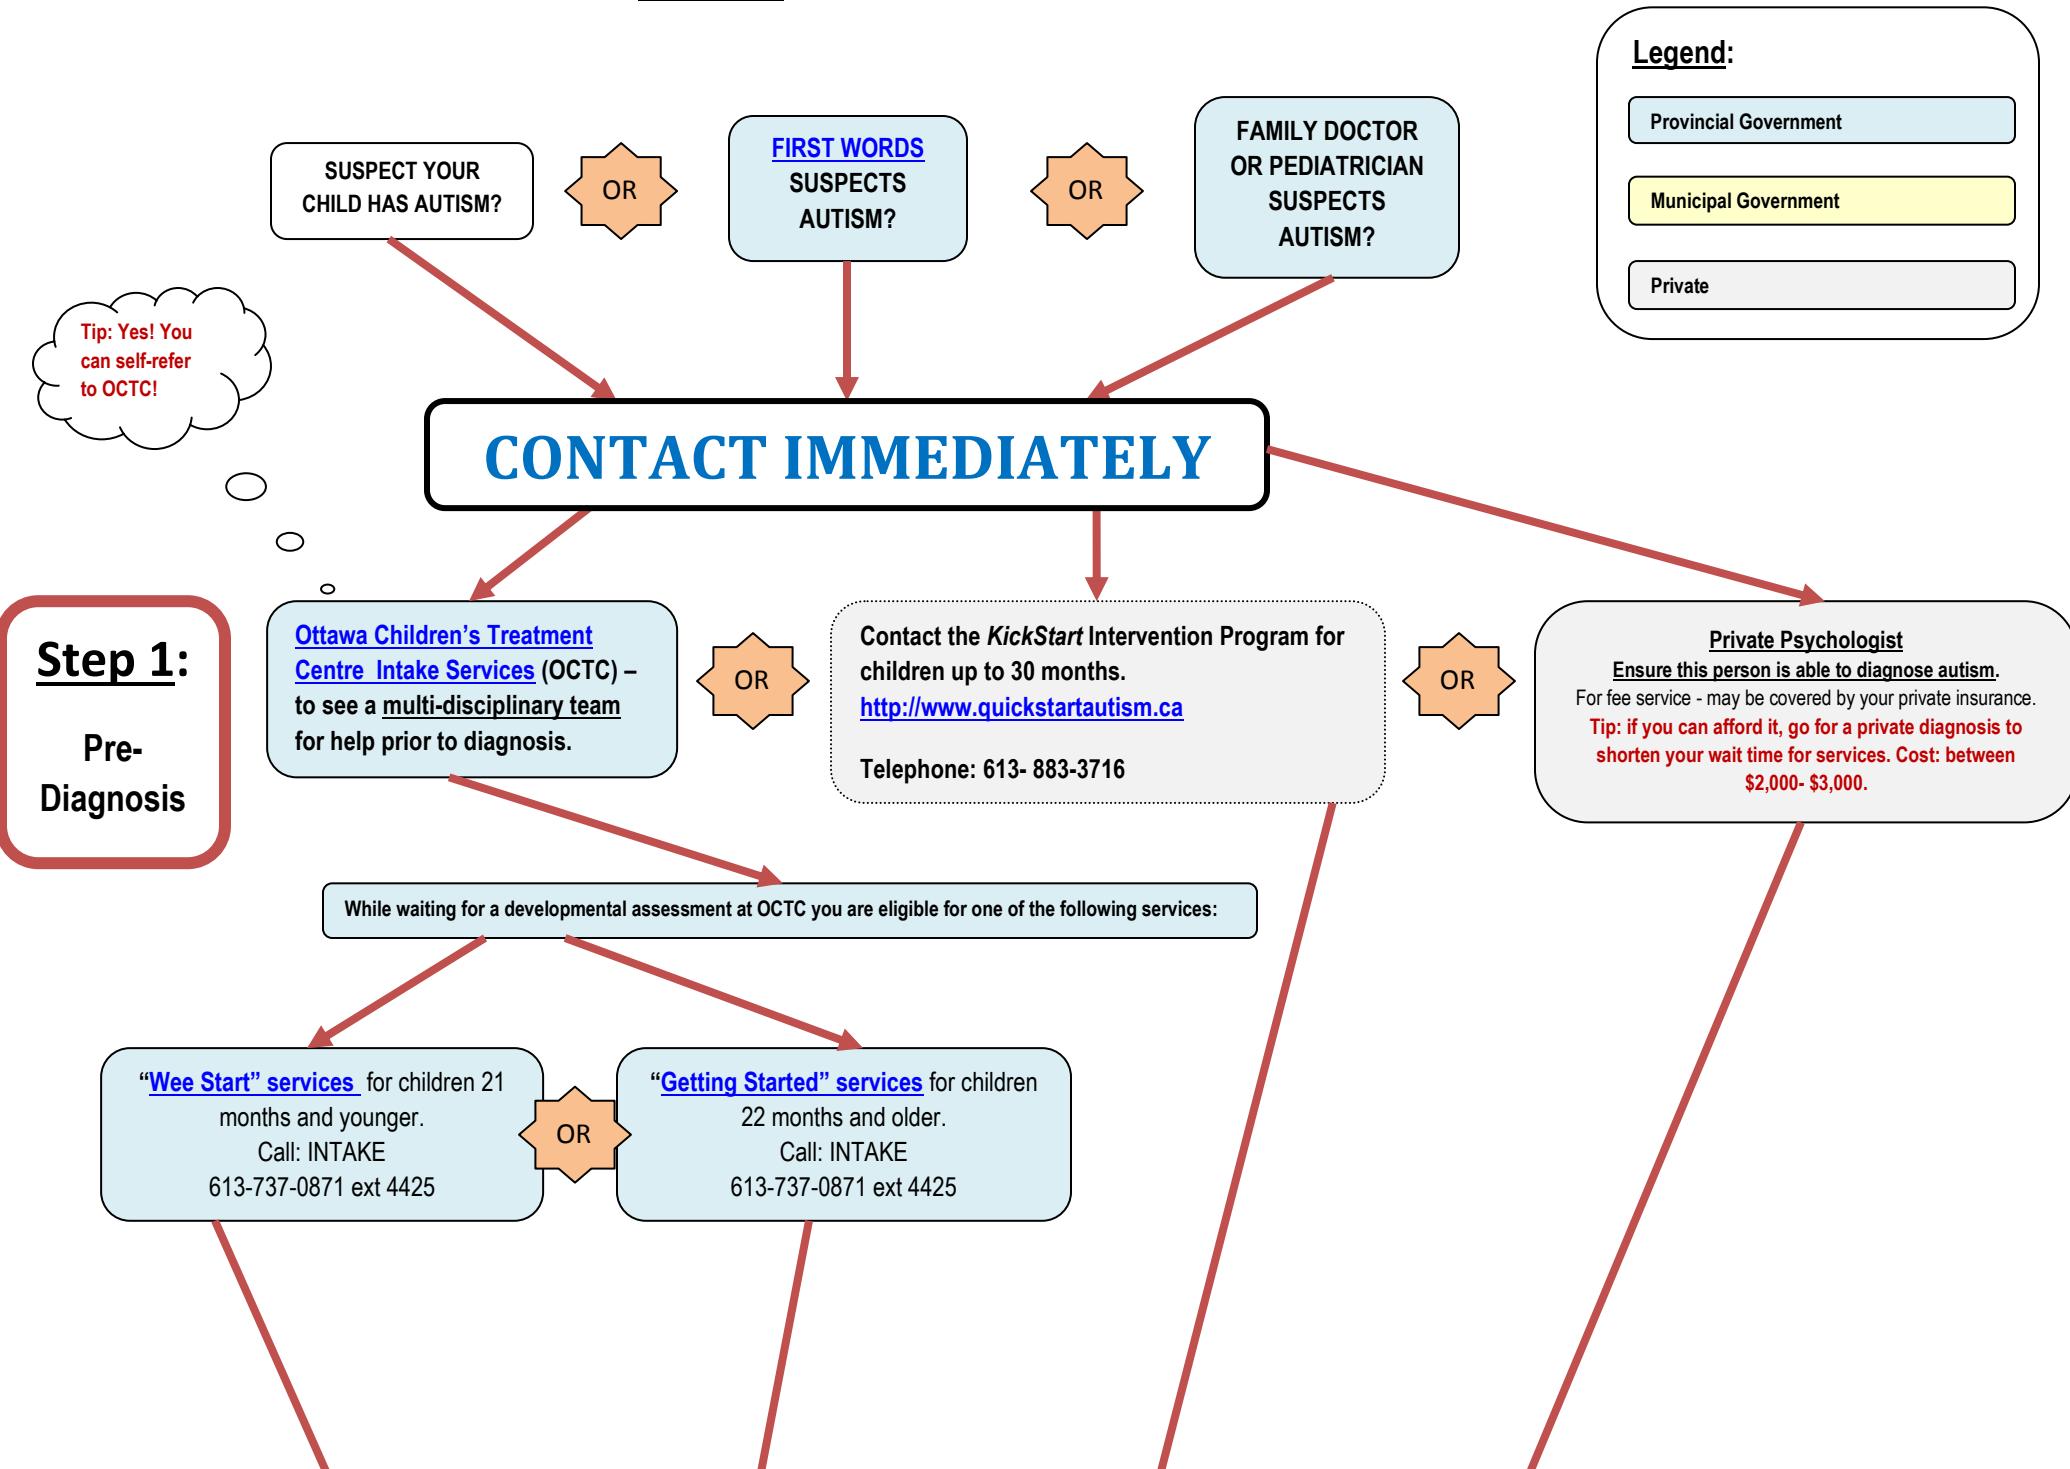 Legend:
Provincial Government
Municipal Government
Private
SUSPECT YOUR
CHILD HAS AUTISM?
OR
FIRST WORDS
SUSPECTS
AUTISM?
OR
FAMILY DOCTOR
OR PEDIATRICIAN
SUSPECTS
AUTISM?
Tip: Yes! You
can self-refer
to OCTC!
CONTACT IMMEDIATELY
Step 1:
Pre-
Diagnosis
Ottawa Children’s Treatment
Centre  Intake Services (OCTC) –
to see a multi-disciplinary team
for help prior to diagnosis.
OR
Contact the KickStart Intervention Program for
children up to 30 months.
http://www.quickstartautism.ca
Telephone: 613- 883-3716
OR
Private Psychologist
Ensure this person is able to diagnose autism.
For fee service - may be covered by your private insurance.
Tip: if you can afford it, go for a private diagnosis to
shorten your wait time for services. Cost: between
$2,000- $3,000.
While waiting for a developmental assessment at OCTC you are eligible for one of the following services:
“Wee Start” services  for children 21
months and younger.
Call: INTAKE
613-737-0871 ext 4425
OR
“Getting Started” services for children
22 months and older.
Call: INTAKE
613-737-0871 ext 4425